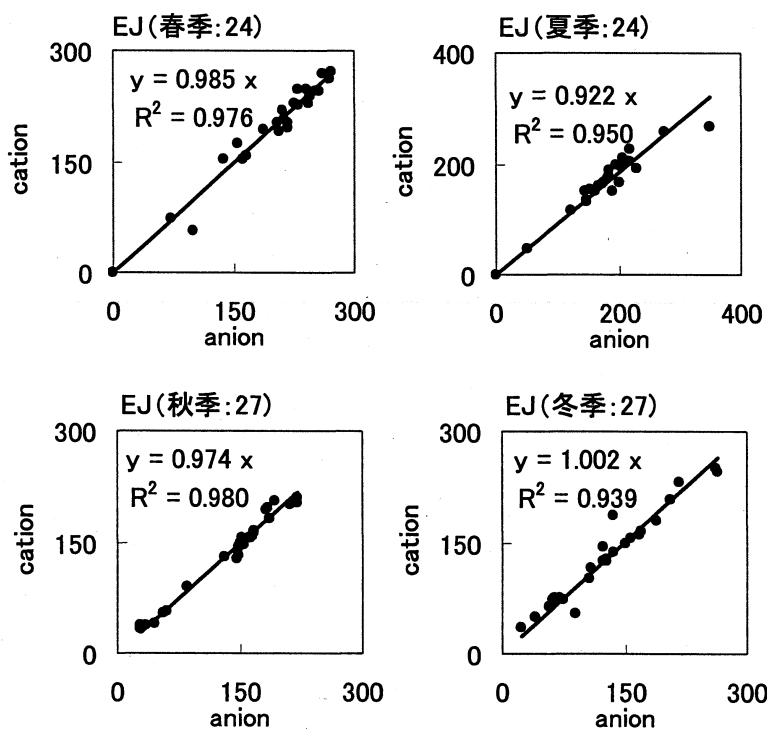 EJ(春季:24)
300
y = 0.985 x
R² = 0.976
cation
150
0
0 150 300
anion
EJ(夏季:24)
400
y = 0.922 x
R² = 0.950
cation
200
0
0 200 400
anion
EJ(秋季:27)
300
y = 0.974 x
R² = 0.980
cation
150
0
0 150 300
anion
EJ(冬季:27)
300
y = 1.002 x
R² = 0.939
cation
150
0
0 150 300
anion